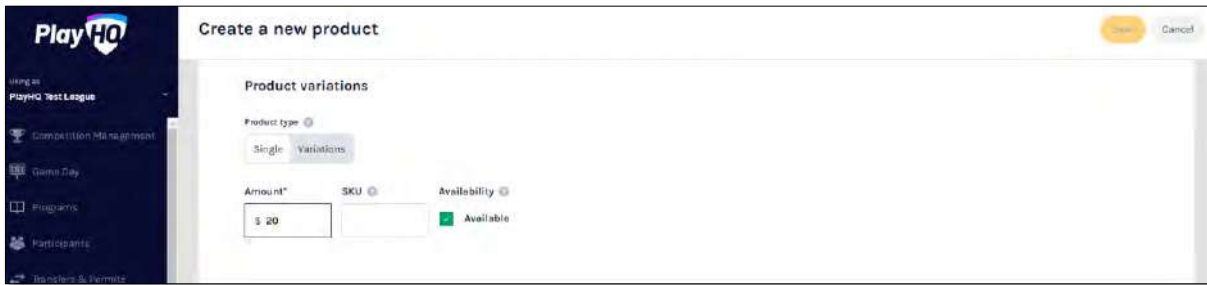 PlayHQ
Create a new product
Save
Cancel
Using as
PlayHQ Test League
Competition Management
Game Day
Programs
Participants
Transfers & Permits
Product variations
Product type
Single
Variations
Amount*
SKU
Availability
$ 20
Available